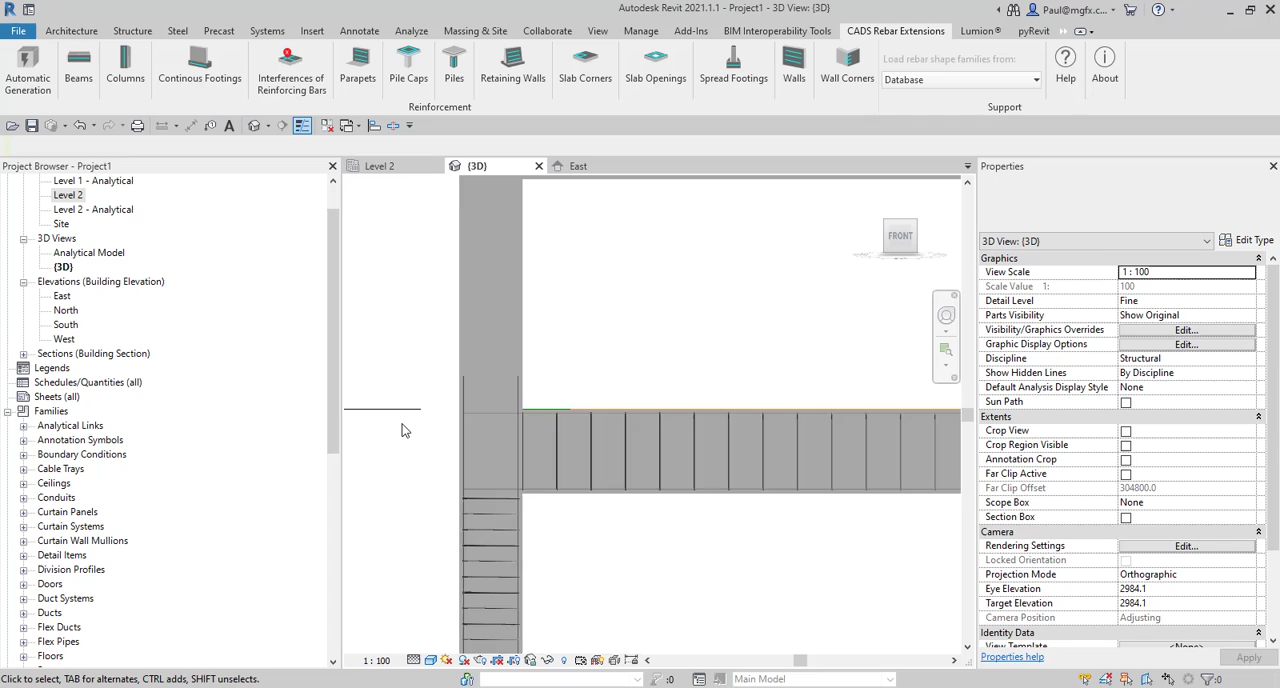 Autodesk Revit 2021.1.1 - Project1 - 3D View: {3D}
Paul@mgfx.c...
File Architecture Structure Steel Precast Systems Insert Annotate Analyze Massing & Site Collaborate View Manage Add-Ins BIM Interoperability Tools CADS Rebar Extensions Lumion® pyRevit
Automatic Generation
Beams
Columns
Continous Footings
Interferences of Reinforcing Bars
Parapets
Pile Caps
Piles
Retaining Walls
Slab Corners
Slab Openings
Spread Footings
Walls
Wall Corners
Load rebar shape families from:
Database
Help
About
Reinforcement
Support
Project Browser - Project1
Level 1 - Analytical
Level 2
Level 2 - Analytical
Site
3D Views
Analytical Model
{3D}
Elevations (Building Elevation)
East
North
South
West
Sections (Building Section)
Legends
Schedules/Quantities (all)
Sheets (all)
Families
Analytical Links
Annotation Symbols
Boundary Conditions
Cable Trays
Ceilings
Conduits
Curtain Panels
Curtain Systems
Curtain Wall Mullions
Detail Items
Division Profiles
Doors
Duct Systems
Ducts
Flex Ducts
Flex Pipes
Floors
Level 2
{3D}
East
FRONT
Properties
3D View: {3D}
Edit Type
Graphics
View Scale 1 : 100
Scale Value 1: 100
Detail Level Fine
Parts Visibility Show Original
Visibility/Graphics Overrides Edit...
Graphic Display Options Edit...
Discipline Structural
Show Hidden Lines By Discipline
Default Analysis Display Style None
Sun Path
Extents
Crop View
Crop Region Visible
Annotation Crop
Far Clip Active
Far Clip Offset 304800.0
Scope Box None
Section Box
Camera
Rendering Settings Edit...
Locked Orientation
Projection Mode Orthographic
Eye Elevation 2984.1
Target Elevation 2984.1
Camera Position Adjusting
Identity Data
View Template <None>
Properties help
Apply
1 : 100
Click to select, TAB for alternates, CTRL adds, SHIFT unselects.
:0
Main Model
:0